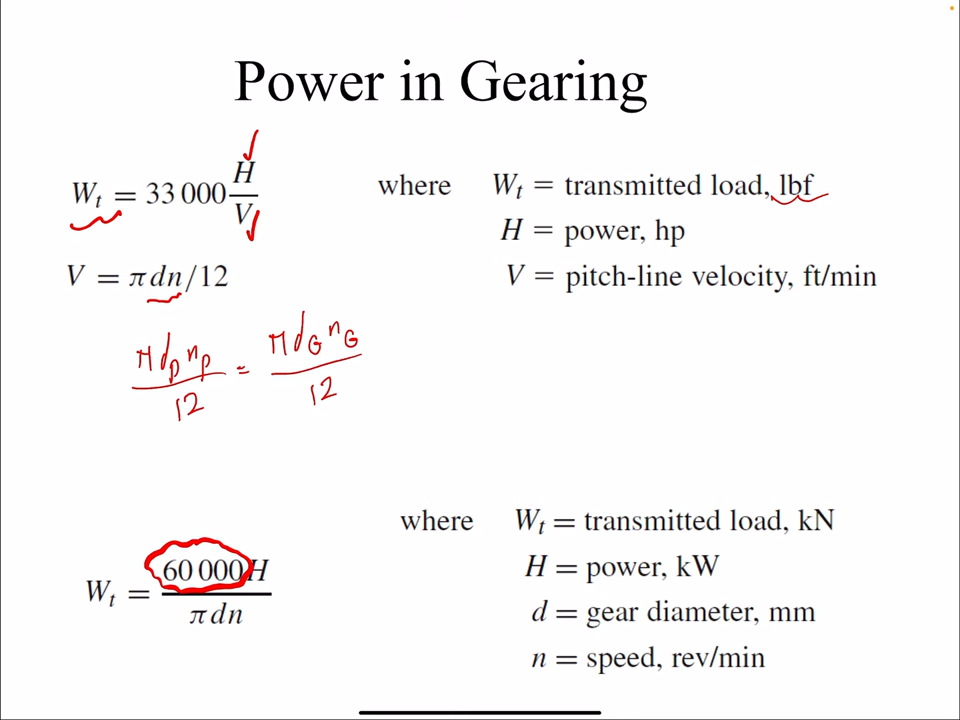 Power in Gearing
W_t = 33 000 H/V
where W_t = transmitted load, lbf
H = power, hp
V = πdn/12
V = pitch-line velocity, ft/min
πd_P n_P/12 = πd_G n_G/12
where W_t = transmitted load, kN
W_t = 60 000H/πdn
H = power, kW
d = gear diameter, mm
n = speed, rev/min